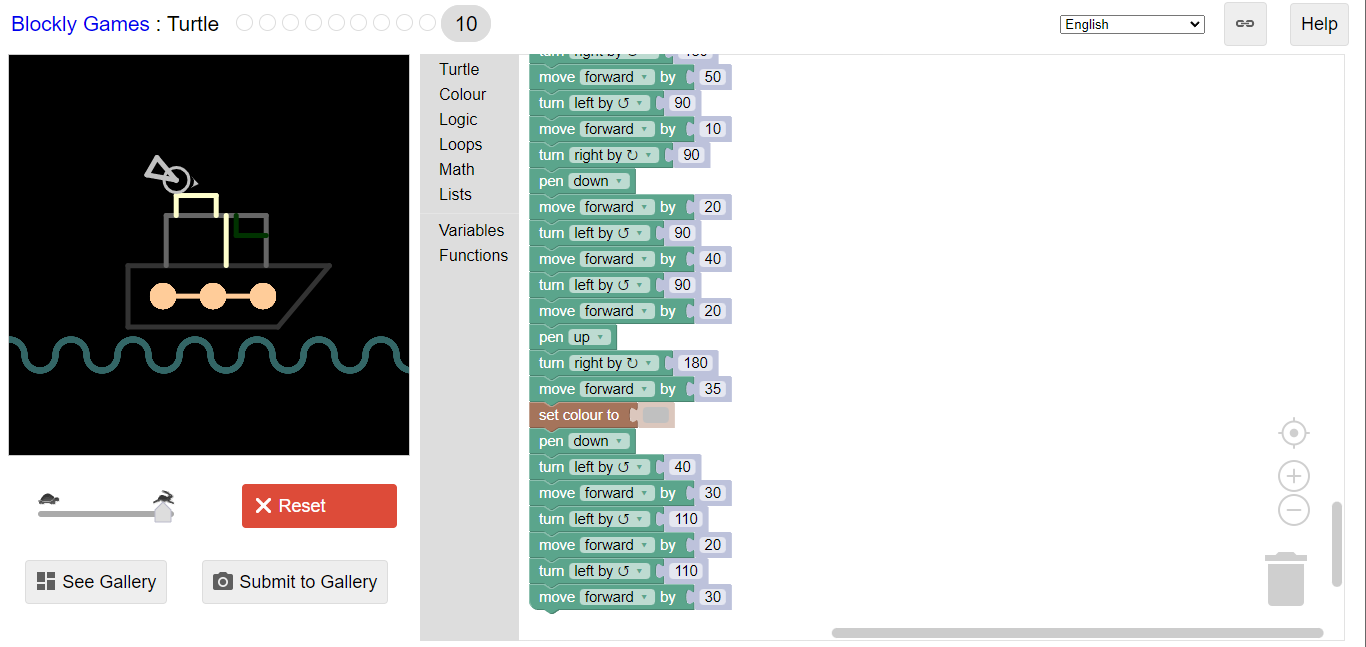 Blockly Games : Turtle 10 English Help
Turtle
Colour
Logic
Loops
Math
Lists
Variables
Functions
move forward by 50
turn left by ↺ 90
move forward by 10
turn right by ↻ 90
pen down
move forward by 20
turn left by ↺ 90
move forward by 40
turn left by ↺ 90
move forward by 20
pen up
turn right by ↻ 180
move forward by 35
set colour to
pen down
turn left by ↺ 40
move forward by 30
turn left by ↺ 110
move forward by 20
turn left by ↺ 110
move forward by 30
Reset
See Gallery
Submit to Gallery